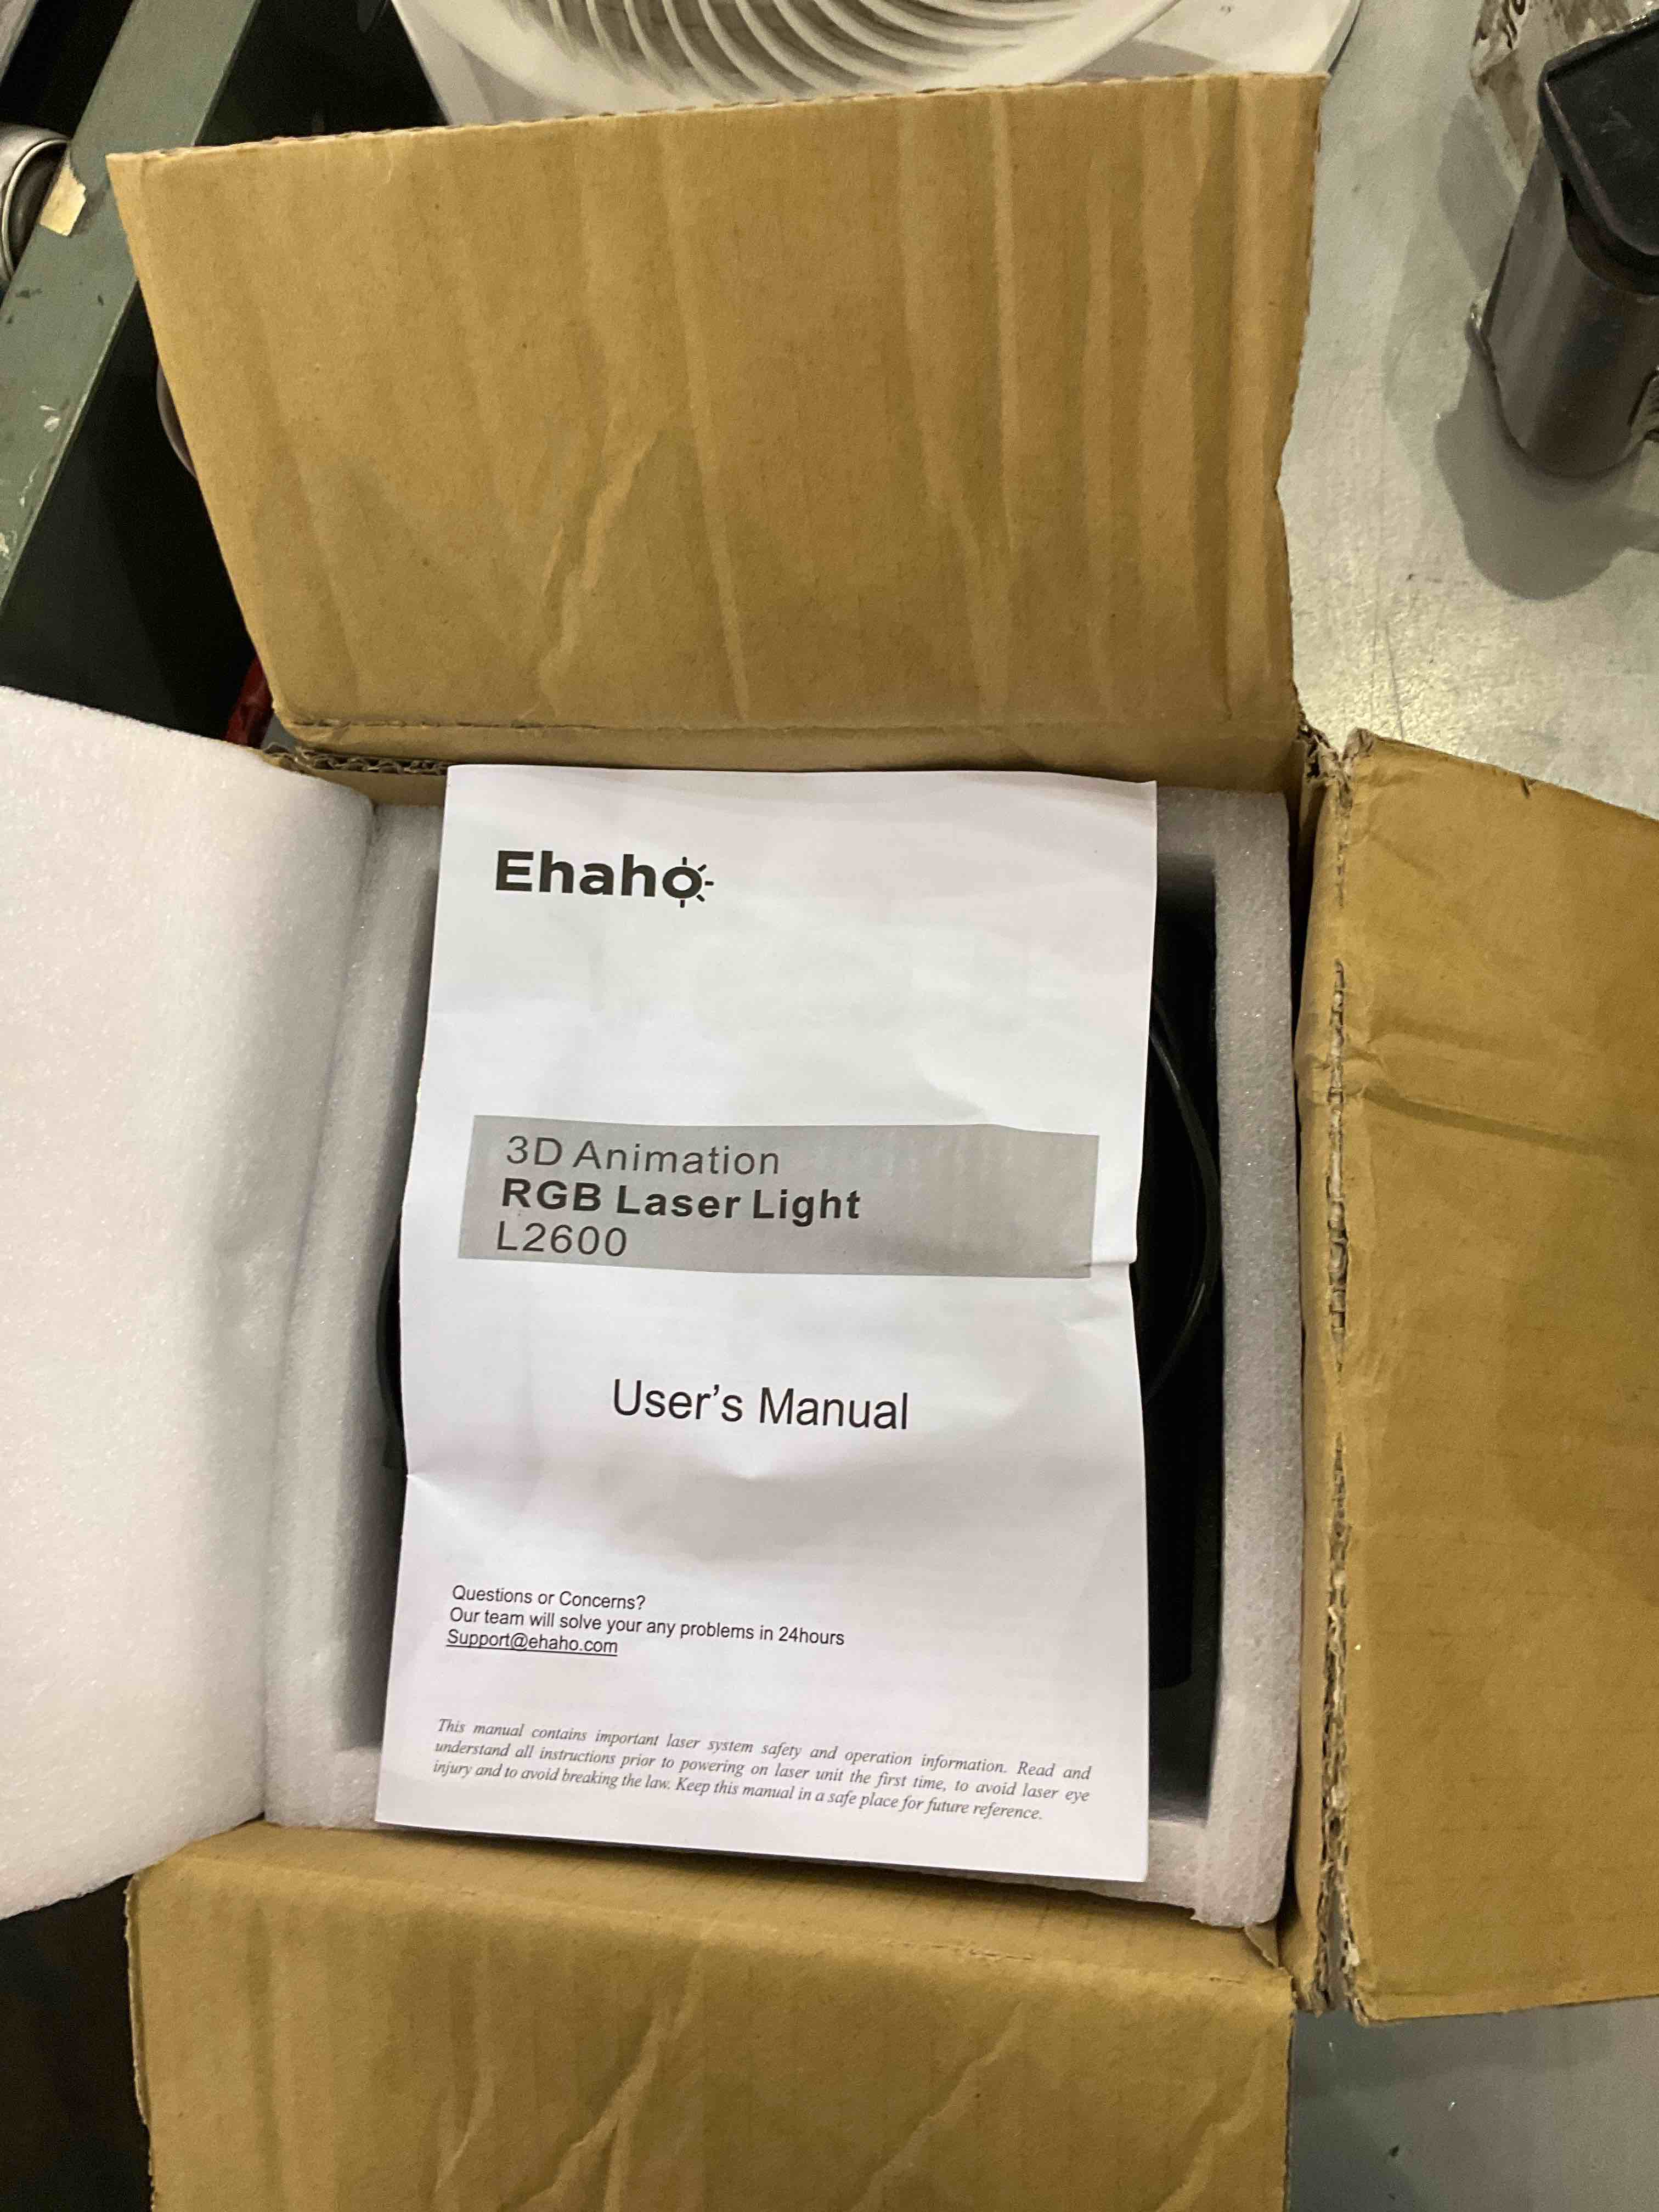 Ehaho
3D Animation
RGB Laser Light
L2600
User's Manual
Questions or Concerns?
Our team will solve your any problems in 24hours
Support@ehaho.com
This manual contains important laser system safety and operation information. Read and
understand all instructions prior to powering on laser unit the first time, to avoid laser eye
injury and to avoid breaking the law. Keep this manual in a safe place for future reference.